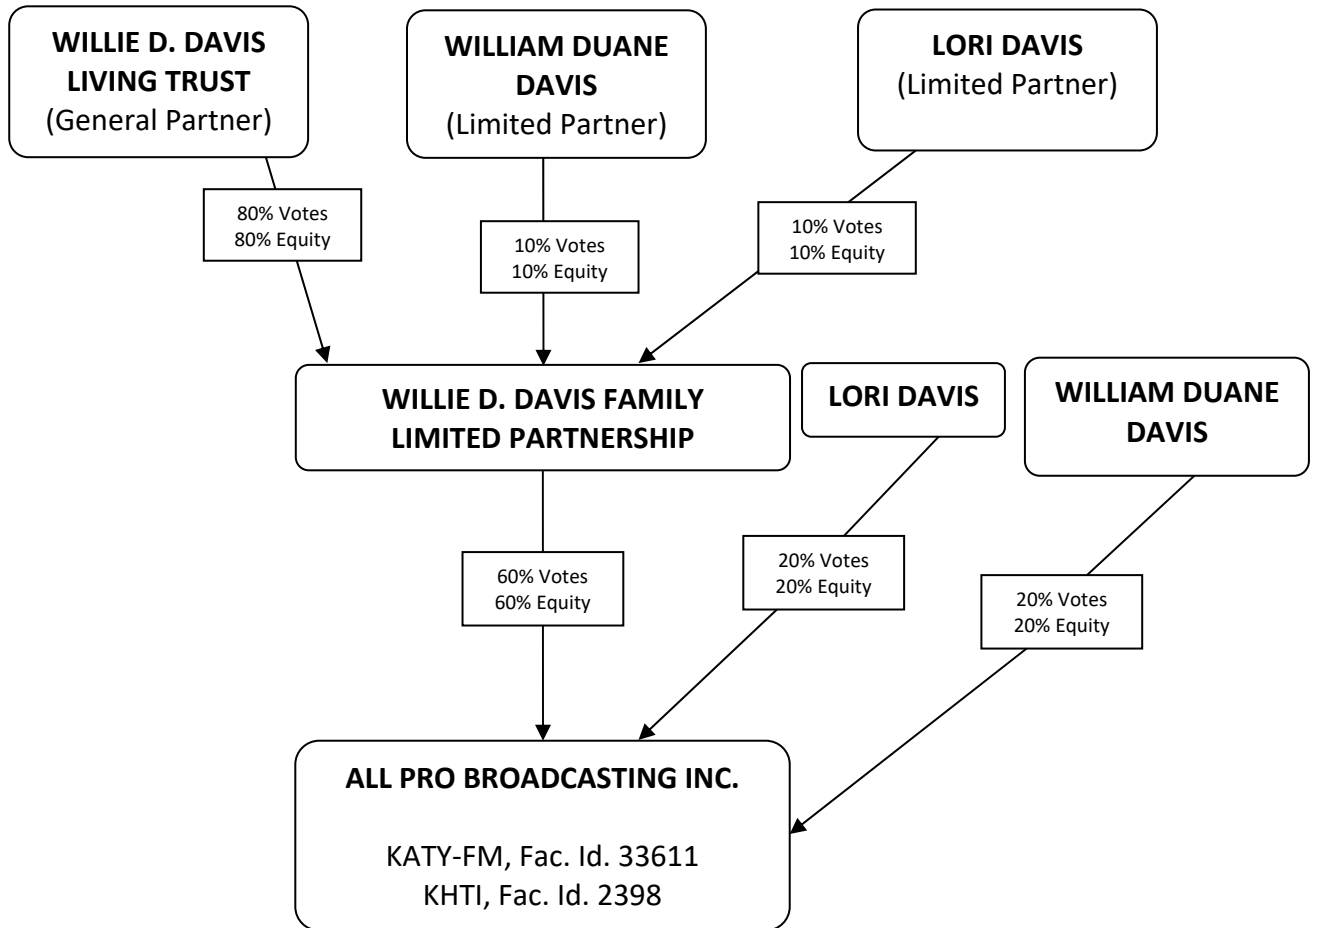 WILLIE D. DAVIS
LIVING TRUST
(General Partner)
WILLIAM DUANE
DAVIS
(Limited Partner)
LORI DAVIS
(Limited Partner)
80% Votes
80% Equity
10% Votes
10% Equity
10% Votes
10% Equity
WILLIE D. DAVIS FAMILY
LIMITED PARTNERSHIP
LORI DAVIS
WILLIAM DUANE
DAVIS
60% Votes
60% Equity
20% Votes
20% Equity
20% Votes
20% Equity
ALL PRO BROADCASTING INC.
KATY-FM, Fac. Id. 33611
KHTI, Fac. Id. 2398